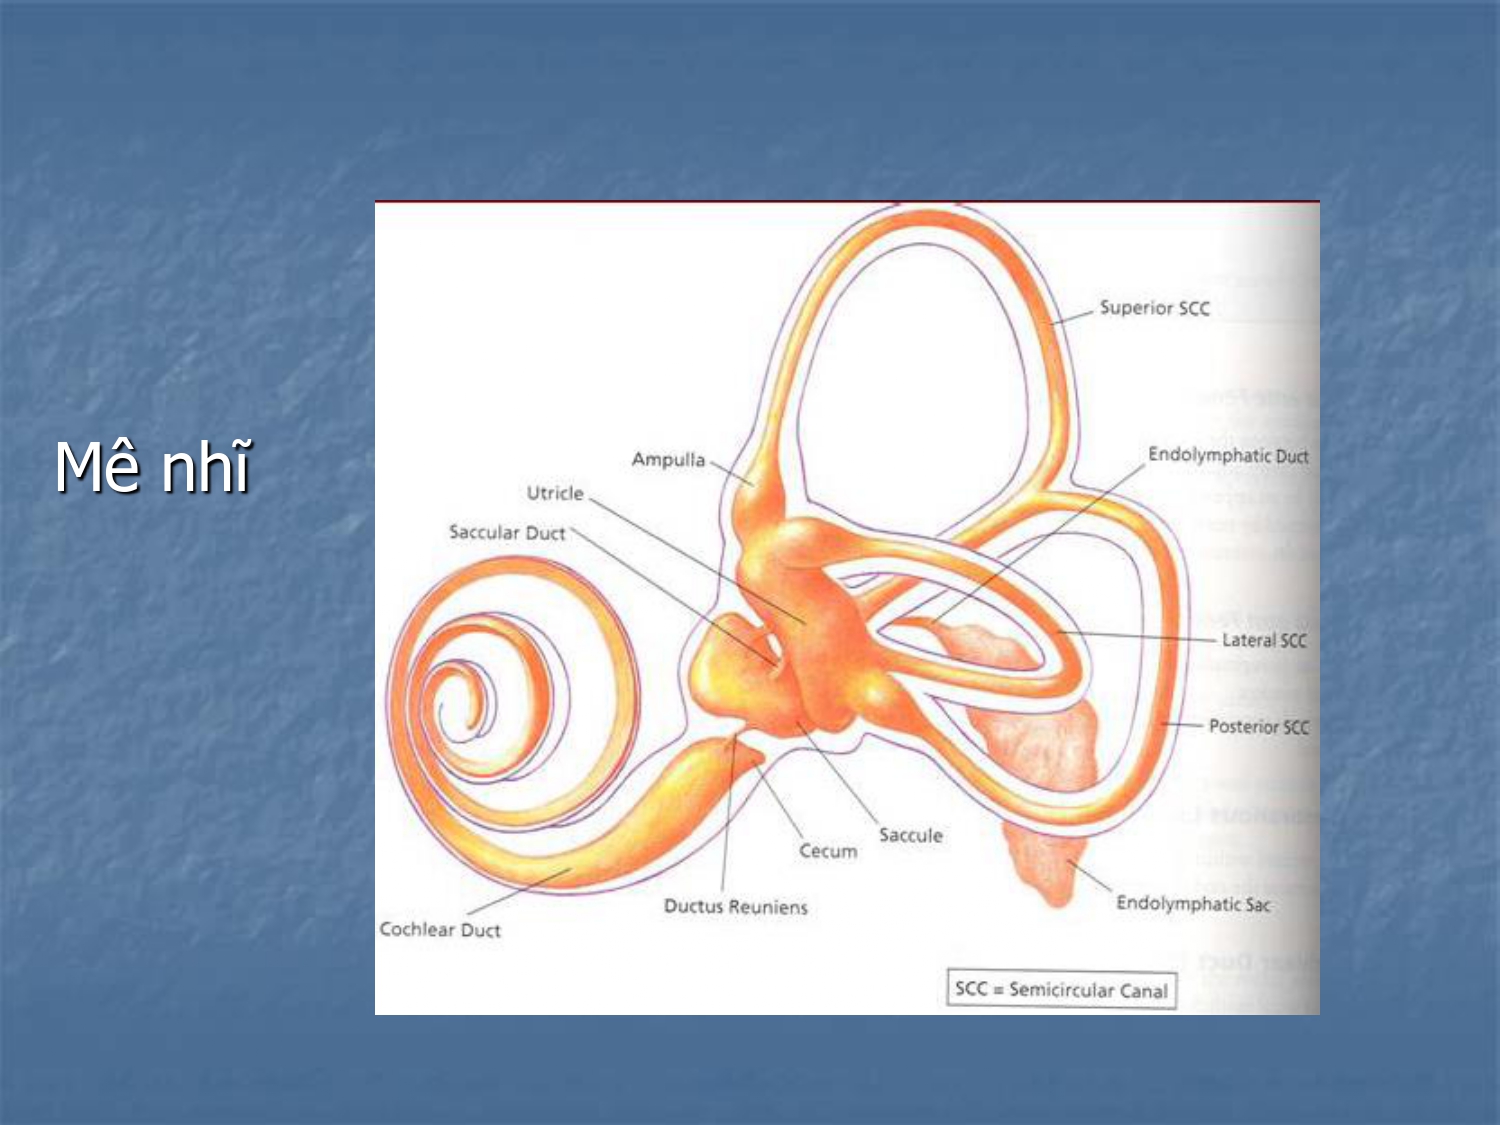 Mê nhĩ
Superior SCC
Endolymphatic Duct
Ampulla
Utricle
Saccular Duct
Lateral SCC
Posterior SCC
Saccule
Cecum
Endolymphatic Sac
Ductus Reuniens
Cochlear Duct
SCC = Semicircular Canal